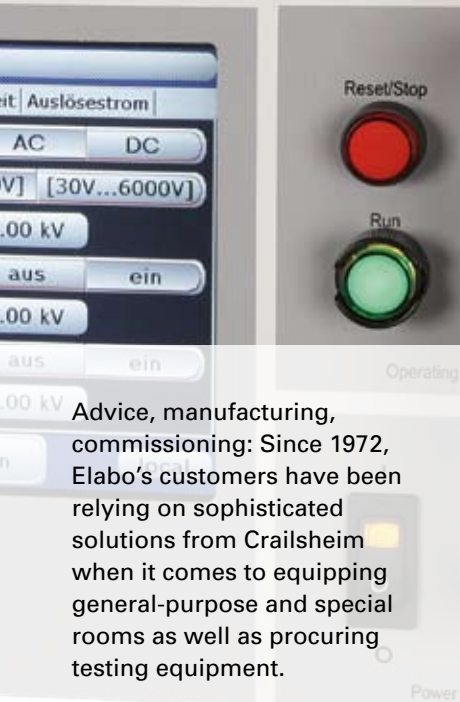 eit Auslösestrom
AC DC
V] [30V...6000V]
.00 kV
aus ein
.00 kV
aus ein
.00 kV
n local
Reset/Stop
Run
Operating
Power
Advice, manufacturing,
commissioning: Since 1972,
Elabo’s customers have been
relying on sophisticated
solutions from Crailsheim
when it comes to equipping
general-purpose and special
rooms as well as procuring
testing equipment.